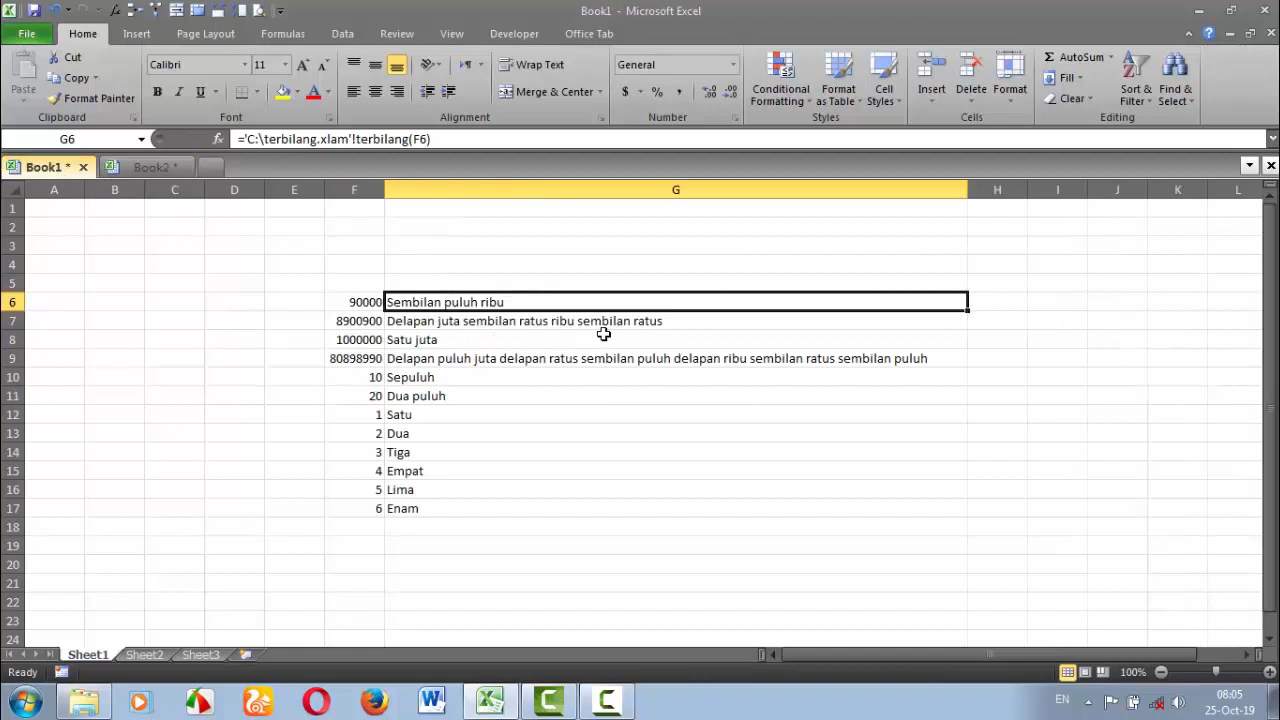 Book1 - Microsoft Excel
File Home Insert Page Layout Formulas Data Review View Developer Office Tab
Paste
Cut
Copy
Format Painter
Clipboard
Calibri 11
B I U A
Font
Wrap Text
Merge & Center
Alignment
General
$ % ,
Number
Conditional Formatting
Format as Table
Cell Styles
Styles
Insert Delete Format
Cells
AutoSum
Fill
Clear
Sort & Filter
Find & Select
Editing
G6 fx ='C:\terbilang.xlam'!terbilang(F6)
Book1 * Book2 *
A B C D E F G H I J K L
1
2
3
4
5
6 90000 Sembilan puluh ribu
7 8900900 Delapan juta sembilan ratus ribu sembilan ratus
8 1000000 Satu juta
9 80898990 Delapan puluh juta delapan ratus sembilan puluh delapan ribu sembilan ratus sembilan puluh
10 10 Sepuluh
11 20 Dua puluh
12 1 Satu
13 2 Dua
14 3 Tiga
15 4 Empat
16 5 Lima
17 6 Enam
18
19
20
21
22
23
24
Sheet1 Sheet2 Sheet3
Ready 100%
EN 08:05
25-Oct-19